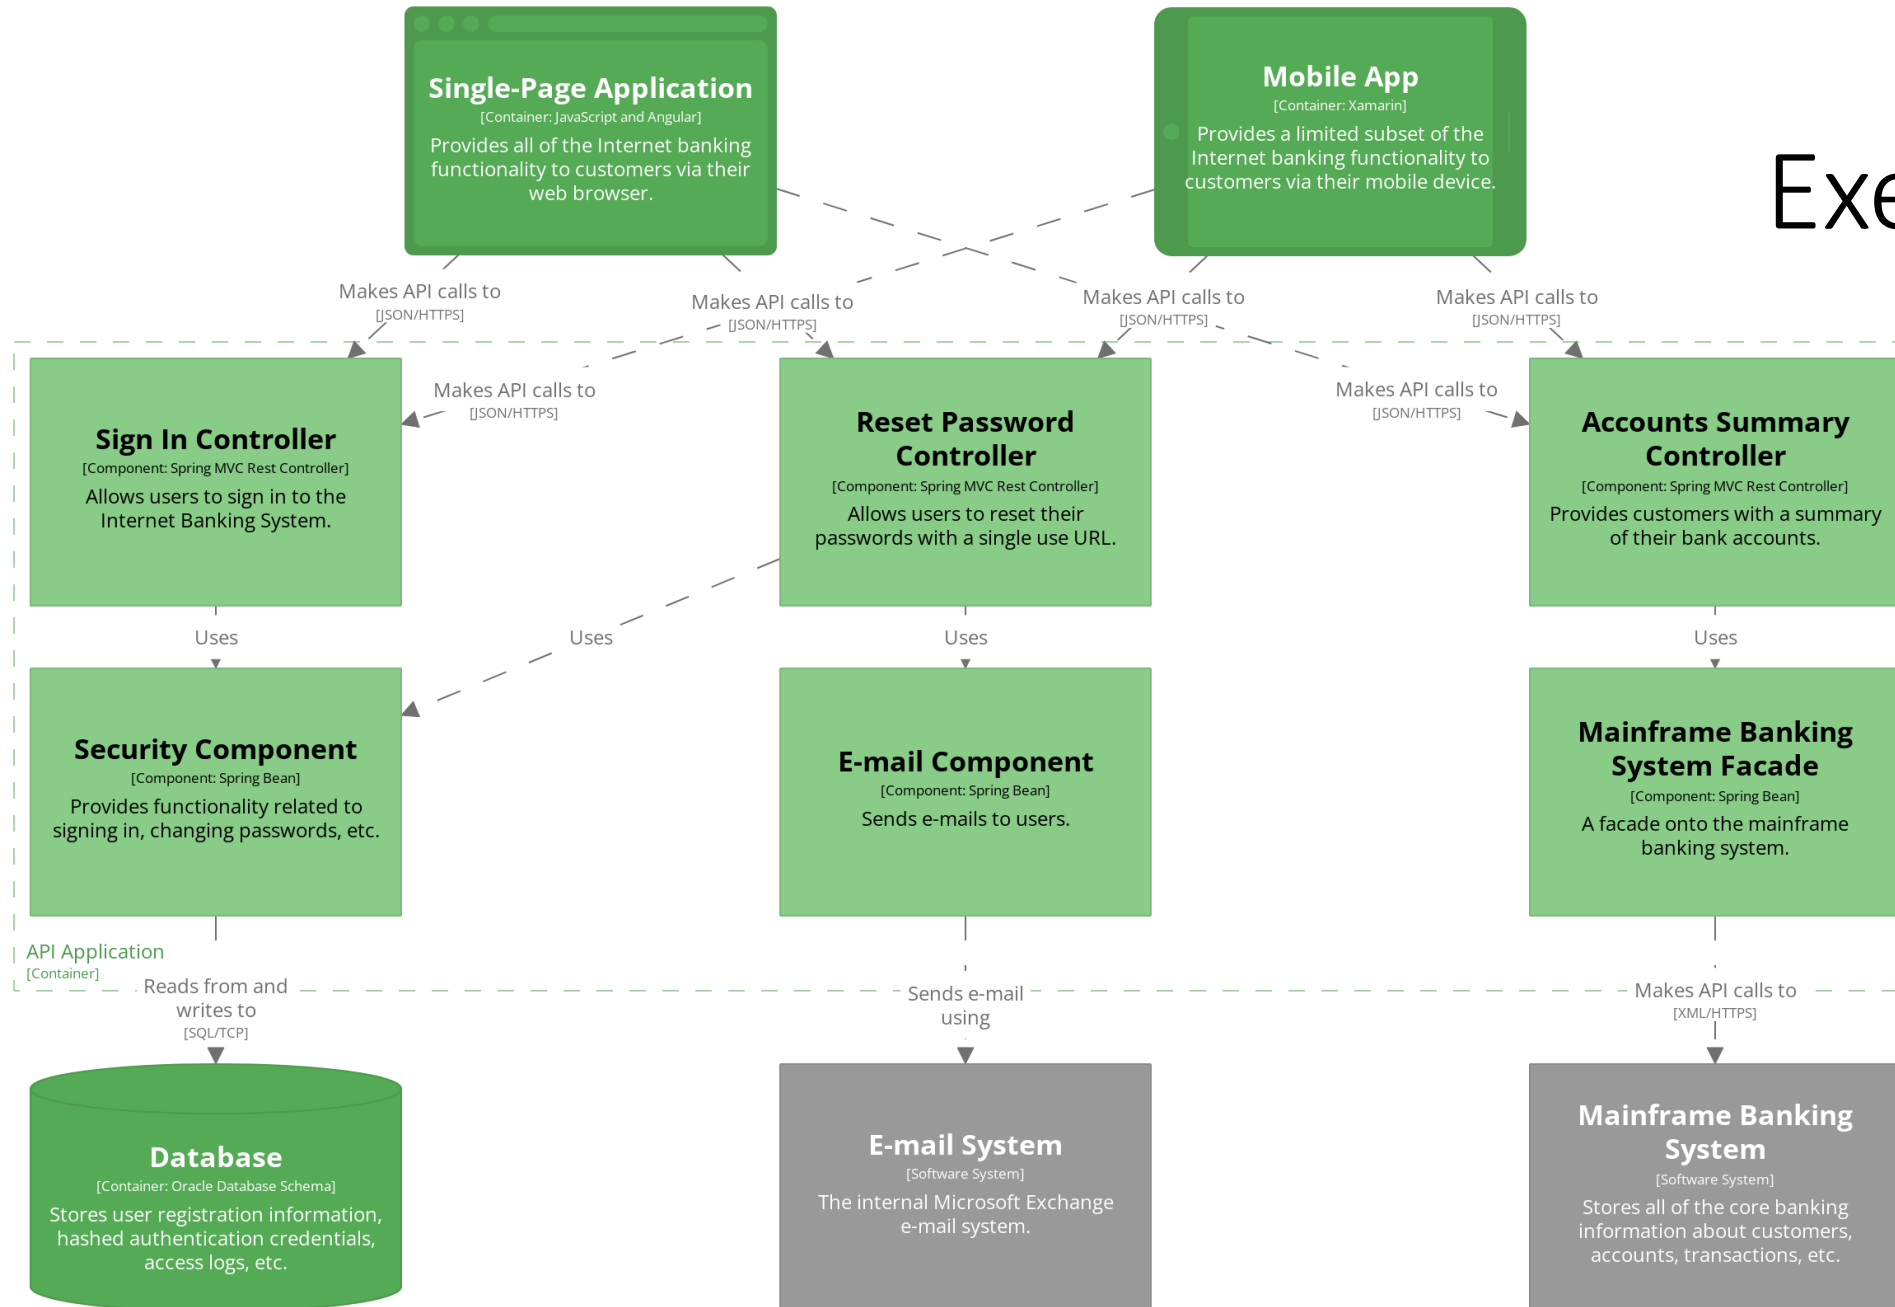 Single-Page Application
[Container: JavaScript and Angular]
Provides all of the Internet banking
functionality to customers via their
web browser.
Mobile App
[Container: Xamarin]
Provides a limited subset of the
Internet banking functionality to
customers via their mobile device.
Makes API calls to
[JSON/HTTPS]
Makes API calls to
[JSON/HTTPS]
Makes API calls to
[JSON/HTTPS]
Makes API calls to
[JSON/HTTPS]
Makes API calls to
[JSON/HTTPS]
Makes API calls to
[JSON/HTTPS]
Sign In Controller
[Component: Spring MVC Rest Controller]
Allows users to sign in to the
Internet Banking System.
Reset Password
Controller
[Component: Spring MVC Rest Controller]
Allows users to reset their
passwords with a single use URL.
Accounts Summary
Controller
[Component: Spring MVC Rest Controller]
Provides customers with a summary
of their bank accounts.
Uses
Uses
Uses
Uses
Security Component
[Component: Spring Bean]
Provides functionality related to
signing in, changing passwords, etc.
E-mail Component
[Component: Spring Bean]
Sends e-mails to users.
Mainframe Banking
System Facade
[Component: Spring Bean]
A facade onto the mainframe
banking system.
API Application
[Container]
Reads from and
writes to
[SQL/TCP]
Sends e-mail
using
Makes API calls to
[XML/HTTPS]
Database
[Container: Oracle Database Schema]
Stores user registration information,
hashed authentication credentials,
access logs, etc.
E-mail System
[Software System]
The internal Microsoft Exchange
e-mail system.
Mainframe Banking
System
[Software System]
Stores all of the core banking
information about customers,
accounts, transactions, etc.